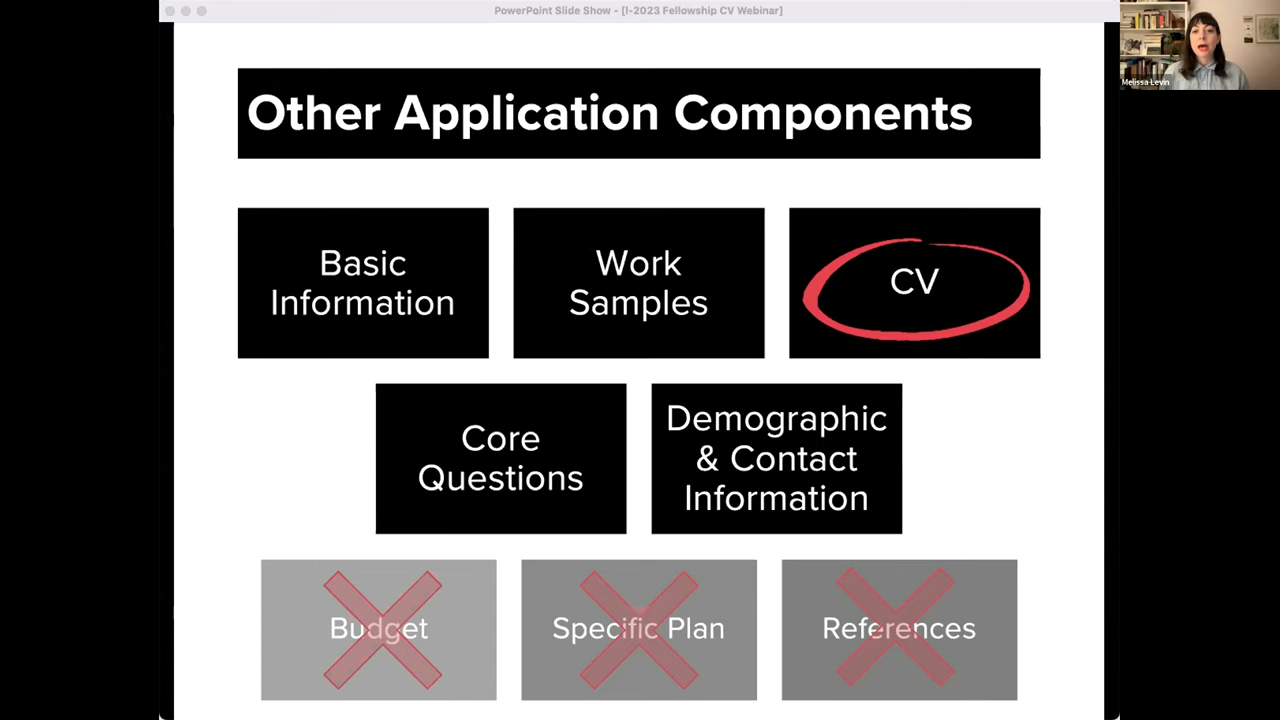 PowerPoint Slide Show - [I-2023 Fellowship CV Webinar]
Melissa Levin
Other Application Components
Basic
Information
Work
Samples
CV
Core
Questions
Demographic
& Contact
Information
Budget
Specific Plan
References